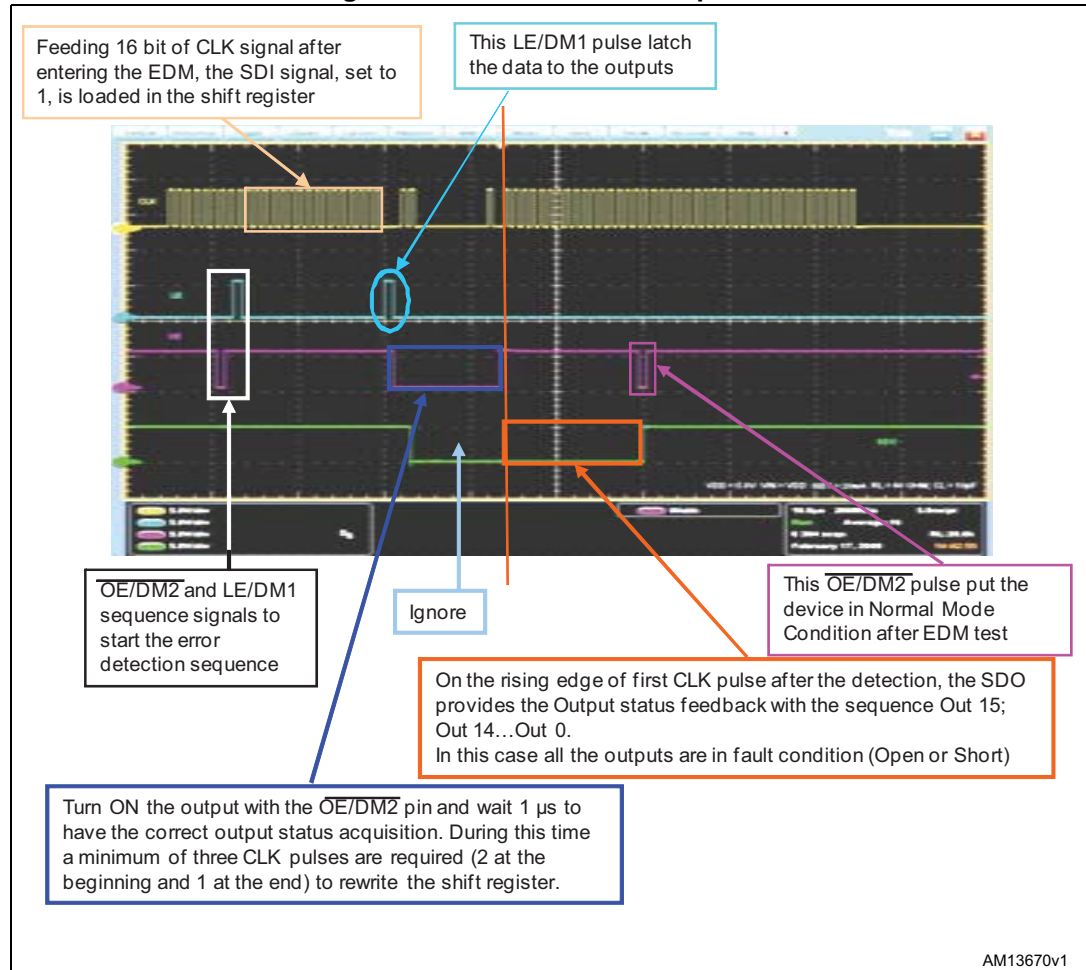 Feeding 16 bit of CLK signal after
entering the EDM, the SDI signal, set to
1, is loaded in the shift register
This LE/DM1 pulse latch
the data to the outputs
CLK
OE/DM2 and LE/DM1
sequence signals to
start the error
detection sequence
Ignore
This OE/DM2 pulse put the
device in Normal Mode
Condition after EDM test
On the rising edge of first CLK pulse after the detection, the SDO
provides the Output status feedback with the sequence Out 15;
Out 14…Out 0.
In this case all the outputs are in fault condition (Open or Short)
Turn ON the output with the OE/DM2 pin and wait 1 µs to
have the correct output status acquisition. During this time
a minimum of three CLK pulses are required (2 at the
beginning and 1 at the end) to rewrite the shift register.
AM13670v1